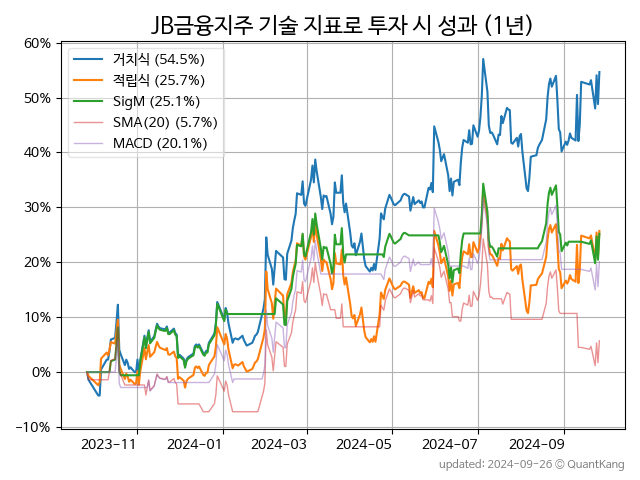 JB금융지주 기술 지표로 투자 시 성과 (1년)
60%
50%
40%
30%
20%
10%
0%
−10%
거치식 (54.5%)
적립식 (25.7%)
SigM (25.1%)
SMA(20) (5.7%)
MACD (20.1%)
2023-11
2024-01
2024-03
2024-05
2024-07
2024-09
updated: 2024-09-26 © QuantKang